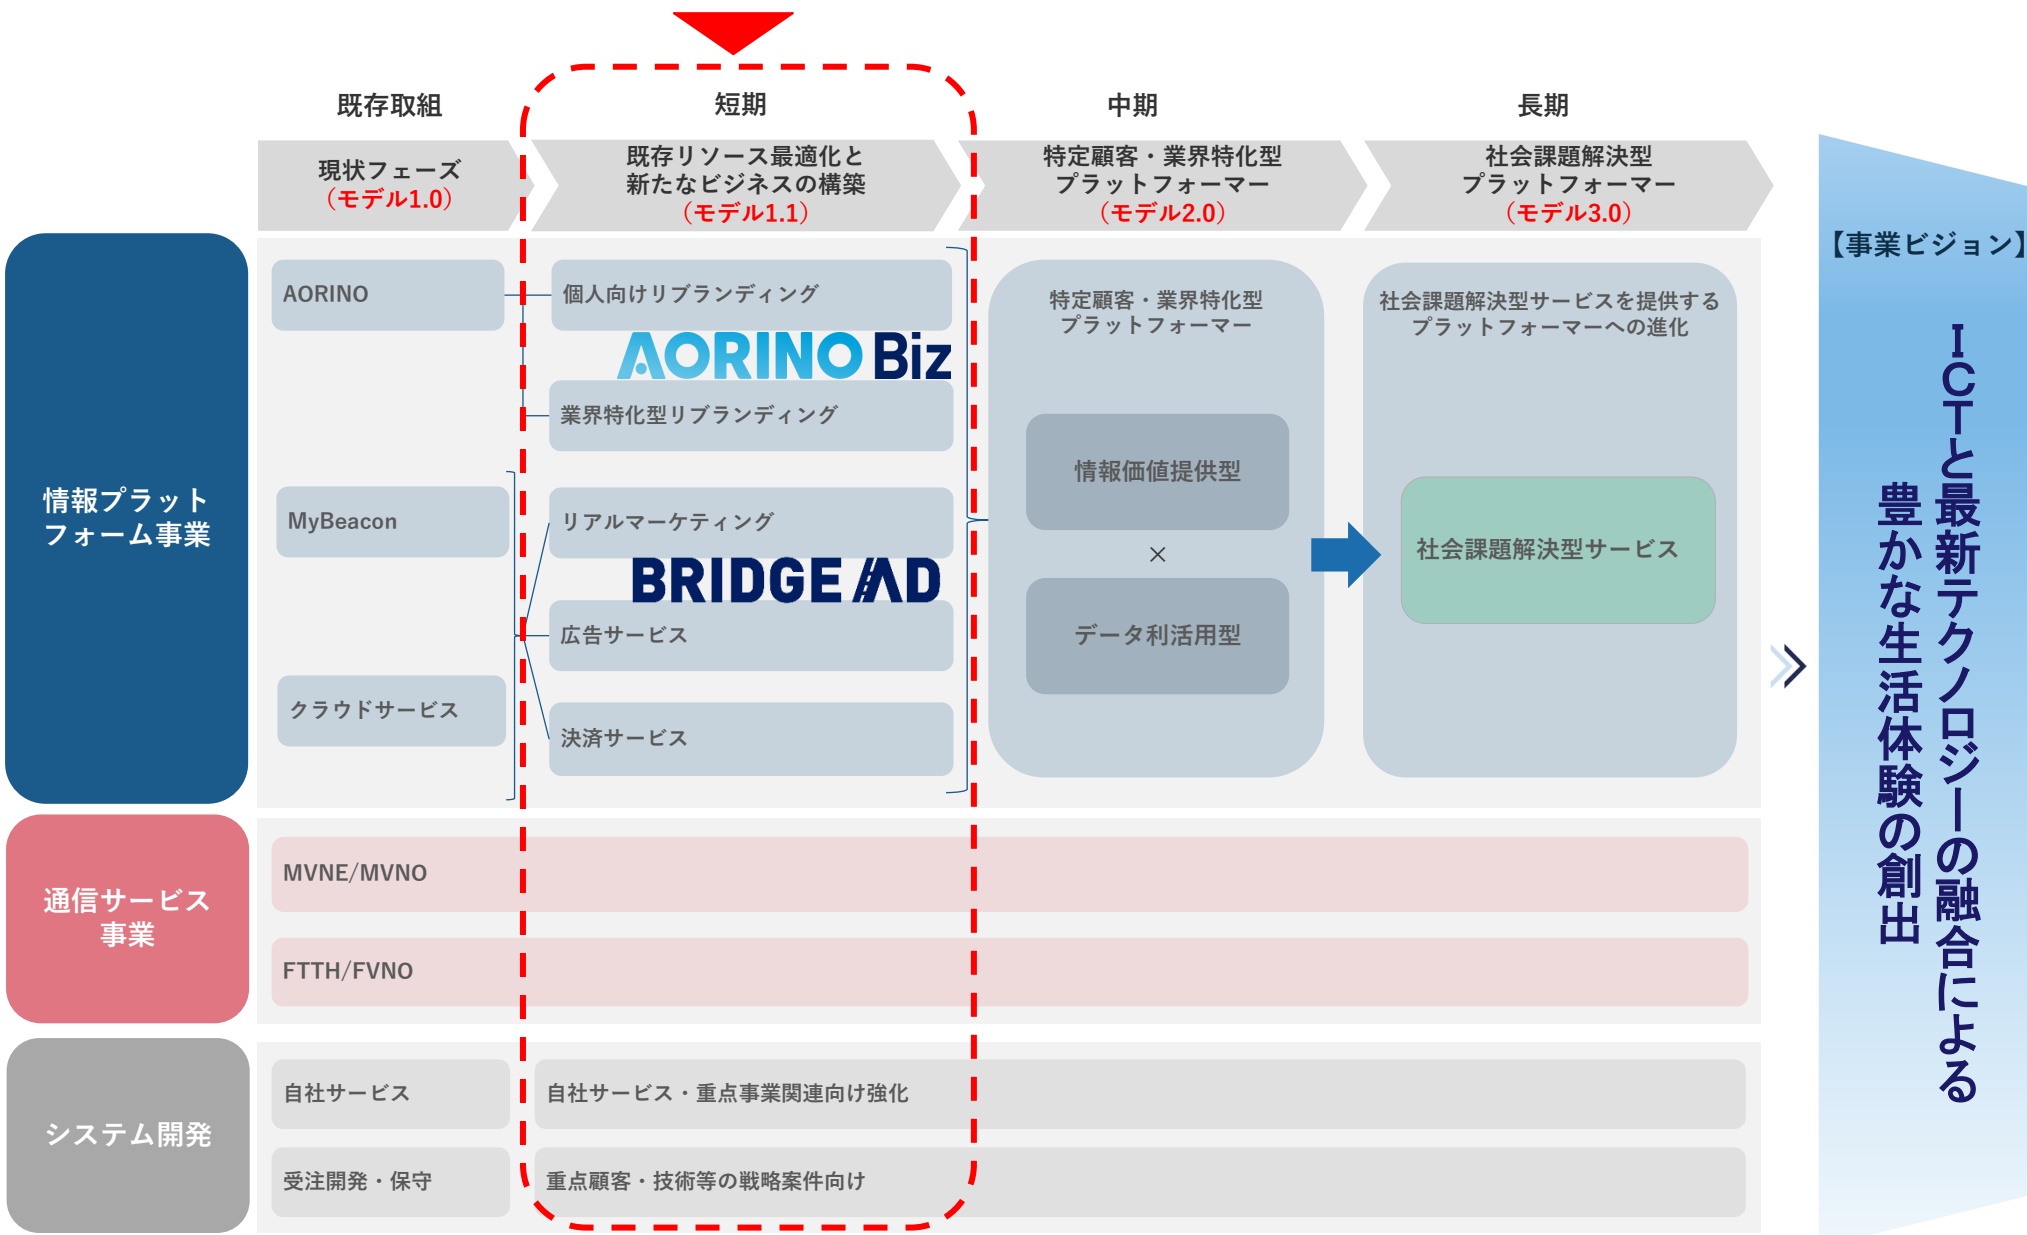 既存取組
短期
中期
長期
現状フェーズ
（モデル1.0）
既存リソース最適化と
新たなビジネスの構築
（モデル1.1）
特定顧客・業界特化型
プラットフォーマー
（モデル2.0）
社会課題解決型
プラットフォーマー
（モデル3.0）
情報プラット
フォーム事業
AORINO
MyBeacon
クラウドサービス
個人向けリブランディング
AORINO Biz
業界特化型リブランディング
リアルマーケティング
BRIDGE AD
広告サービス
決済サービス
特定顧客・業界特化型
プラットフォーマー
情報価値提供型
×
データ利活用型
社会課題解決型サービスを提供する
プラットフォーマーへの進化
社会課題解決型サービス
通信サービス
事業
MVNE/MVNO
FTTH/FVNO
システム開発
自社サービス
自社サービス・重点事業関連向け強化
受注開発・保守
重点顧客・技術等の戦略案件向け
【事業ビジョン】
ＩＣＴと最新テクノロジーの融合による
豊かな生活体験の創出